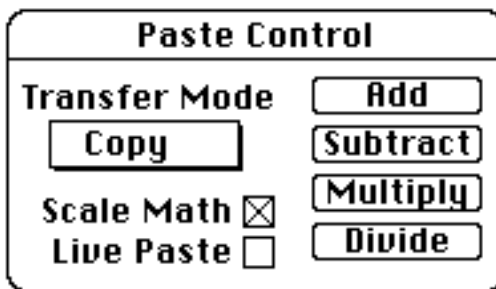 Paste Control
Transfer Mode
Copy
Scale Math
Live Paste
Add
Subtract
Multiply
Divide